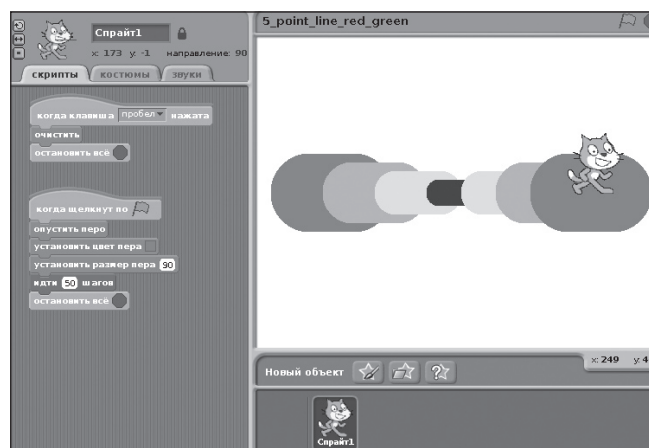 Спрайт1
x: 173 y: -1 направление: 90
скрипты костюмы звуки
когда клавиша пробел нажата
очистить
остановить всё
когда щелкнут по
опустить перо
установить цвет пера
установить размер пера 90
идти 50 шагов
остановить всё
5_point_line_red_green
x: 249 y: 4
Новый объект
Спрайт1